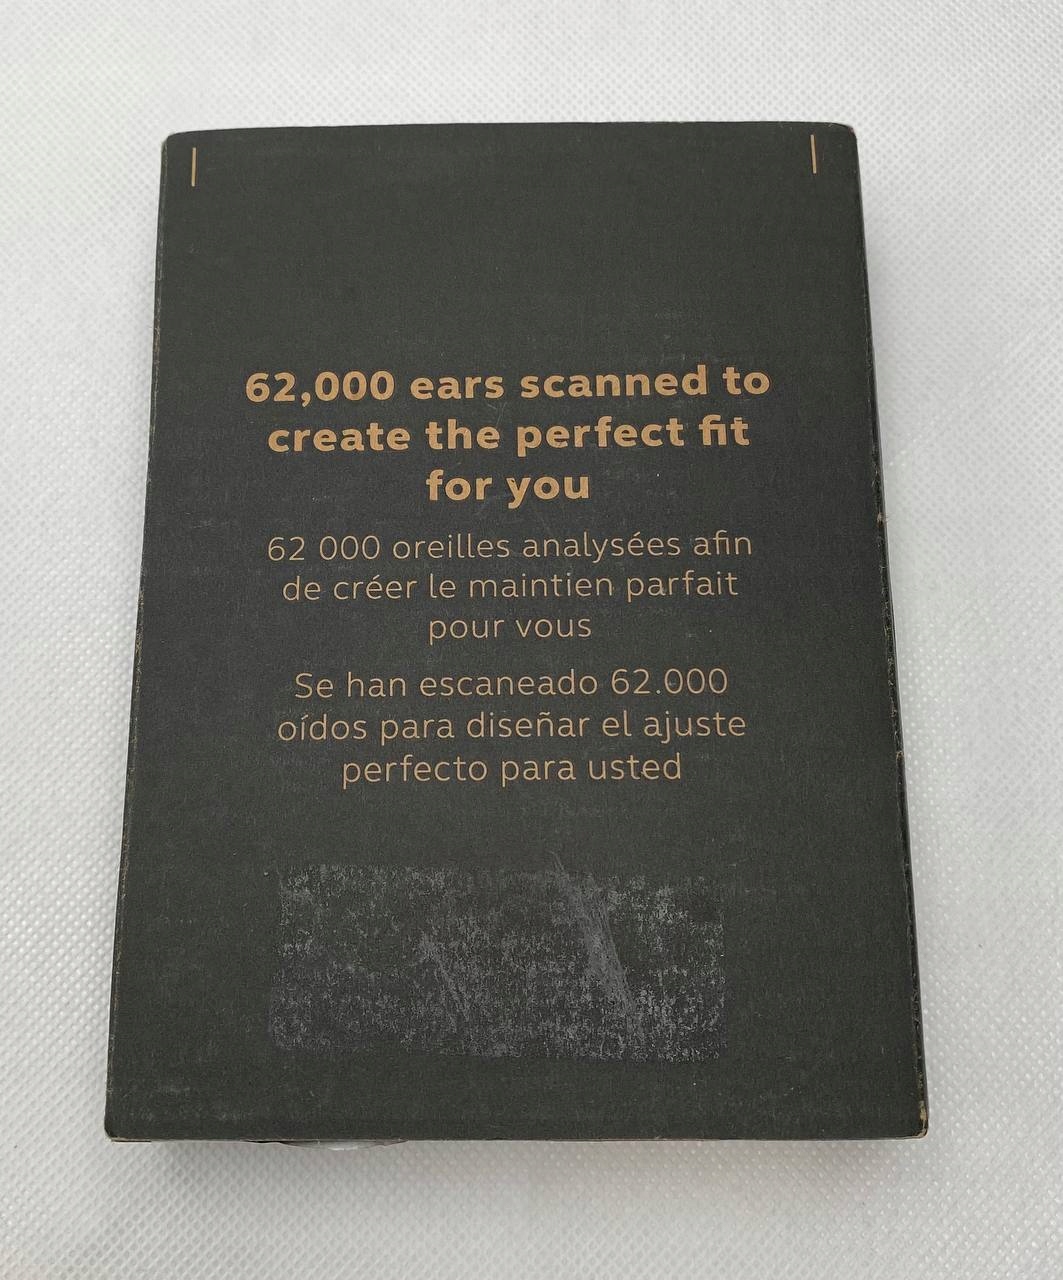 62,000 ears scanned to
create the perfect fit
for you
62 000 oreilles analysées afin
de créer le maintien parfait
pour vous
Se han escaneado 62.000
oídos para diseñar el ajuste
perfecto para usted